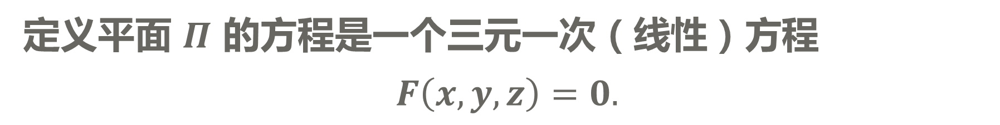 定义平面 Π 的方程是一个三元一次（线性）方程
F(x, y, z) = 0.